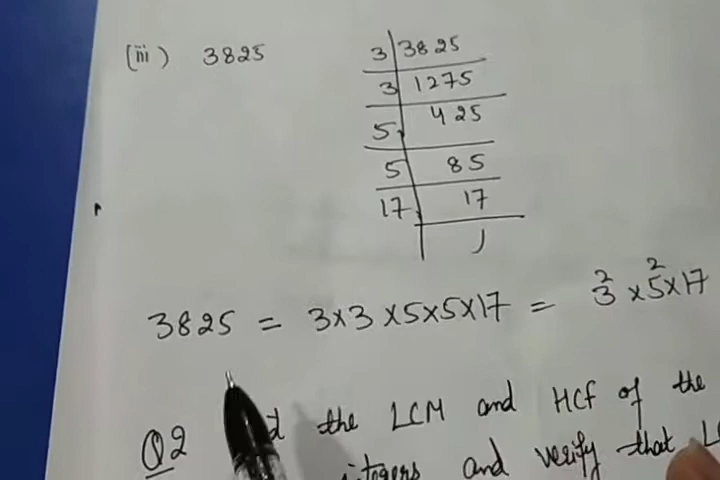 (iii) 3825
3 3825
3 1275
5 425
5 85
17 17
1
3825 = 3×3×5×5×17 = 3² × 5² × 17
Q2 the LCM and HCF of the
and verify that